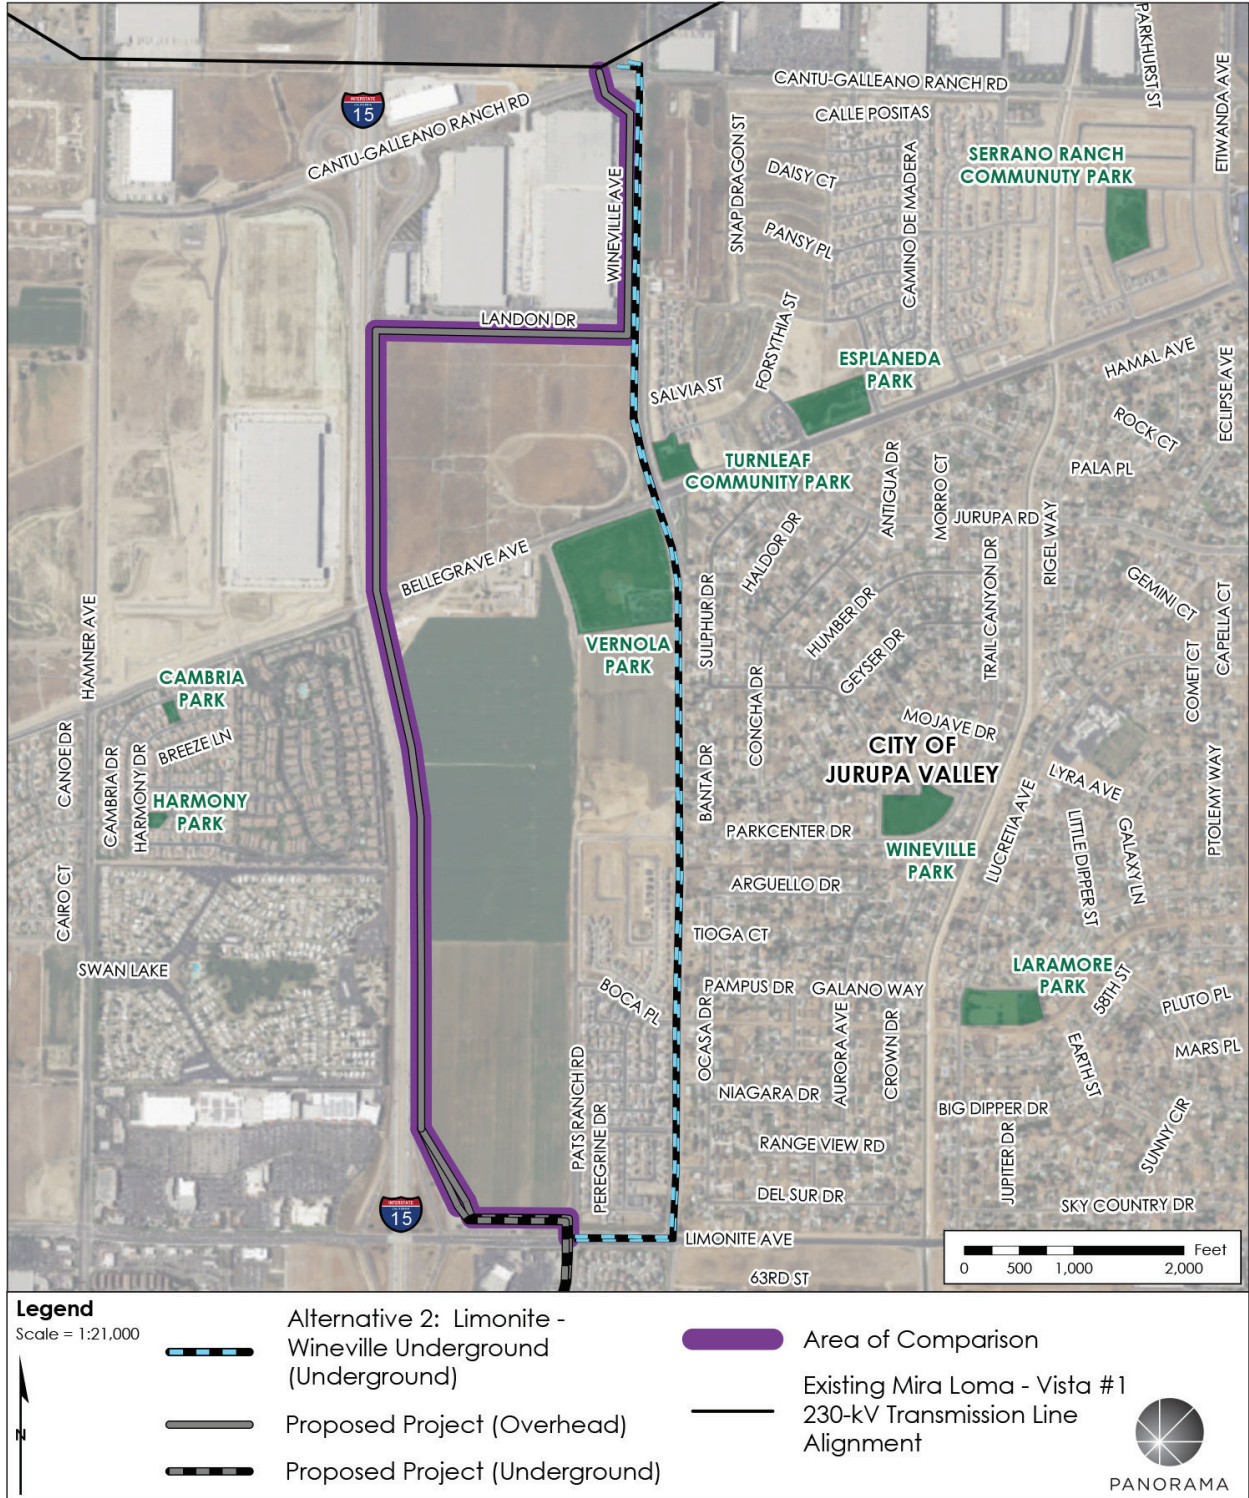 PARKHURST ST
ETIWANDA AVE
CANTU-GALLEANO RANCH RD
INTERSTATE
CALIFORNIA
15
CANTU-GALLEANO RANCH RD
CALLE POSITAS
SNAP DRAGON ST
DAISY CT
CAMINO DE MADERA
SERRANO RANCH
COMMUNUTY PARK
WINEVILLE AVE
PANSY PL
LANDON DR
FORSYTHIA ST
SALVIA ST
ESPLANEDA
PARK
HAMAL AVE
ECLIPSE AVE
ROCK CT
TURNLEAF
COMMUNITY PARK
ANTIGUA DR
MORRO CT
PALA PL
JURUPA RD
HALDOR DR
RIGEL WAY
BELLEGRAVE AVE
TRAIL CANYON DR
GEMINI CT
CAPELLA CT
HAMNER AVE
SULPHUR DR
HUMBER DR
VERNOLA
PARK
GEYSER DR
COMET CT
CAMBRIA
PARK
CONCHA DR
MOJAVE DR
CANOE DR
CAMBRIA DR
HARMONY DR
BREEZE LN
CITY OF
JURUPA VALLEY
BANTA DR
LYRA AVE
PTOLEMY WAY
HARMONY
PARK
PARKCENTER DR
WINEVILLE
PARK
LUCRETIA AVE
LITTLE DIPPER ST
GALAXY LN
CAIRO CT
ARGUELLO DR
TIOGA CT
SWAN LAKE
LARAMORE
PARK
58TH ST
BOCA PL
PAMPUS DR
GALANO WAY
PLUTO PL
OCASA DR
AURORA AVE
CROWN DR
EARTH ST
MARS PL
PATS RANCH RD
PEREGRINE DR
NIAGARA DR
BIG DIPPER DR
SUNNY CIR
RANGE VIEW RD
JUPITER DR
DEL SUR DR
SKY COUNTRY DR
INTERSTATE
CALIFORNIA
15
LIMONITE AVE
63RD ST
Feet
0 500 1,000 2,000
Legend
Scale = 1:21,000
N
Alternative 2: Limonite -
Wineville Underground
(Underground)
Proposed Project (Overhead)
Proposed Project (Underground)
Area of Comparison
Existing Mira Loma - Vista #1
230-kV Transmission Line
Alignment
PANORAMA